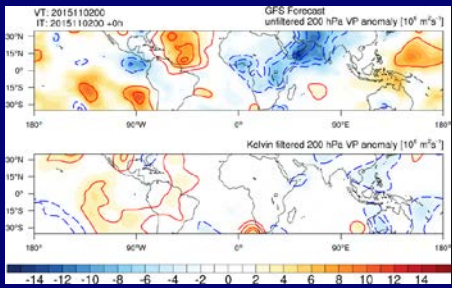 VT: 2015110200 GFS Forecast
IT: 2015110200 +0h unfiltered 200 hPa VP anomaly [10⁶ m²s⁻¹]
30°N
15°N
0°
15°S
30°S
180° 90°W 0° 90°E 180°
Kelvin filtered 200 hPa VP anomaly [10⁶ m²s⁻¹]
30°N
15°N
0°
15°S
30°S
180° 90°W 0° 90°E 180°
-14 -12 -10 -8 -6 -4 -2 0 2 4 6 8 10 12 14